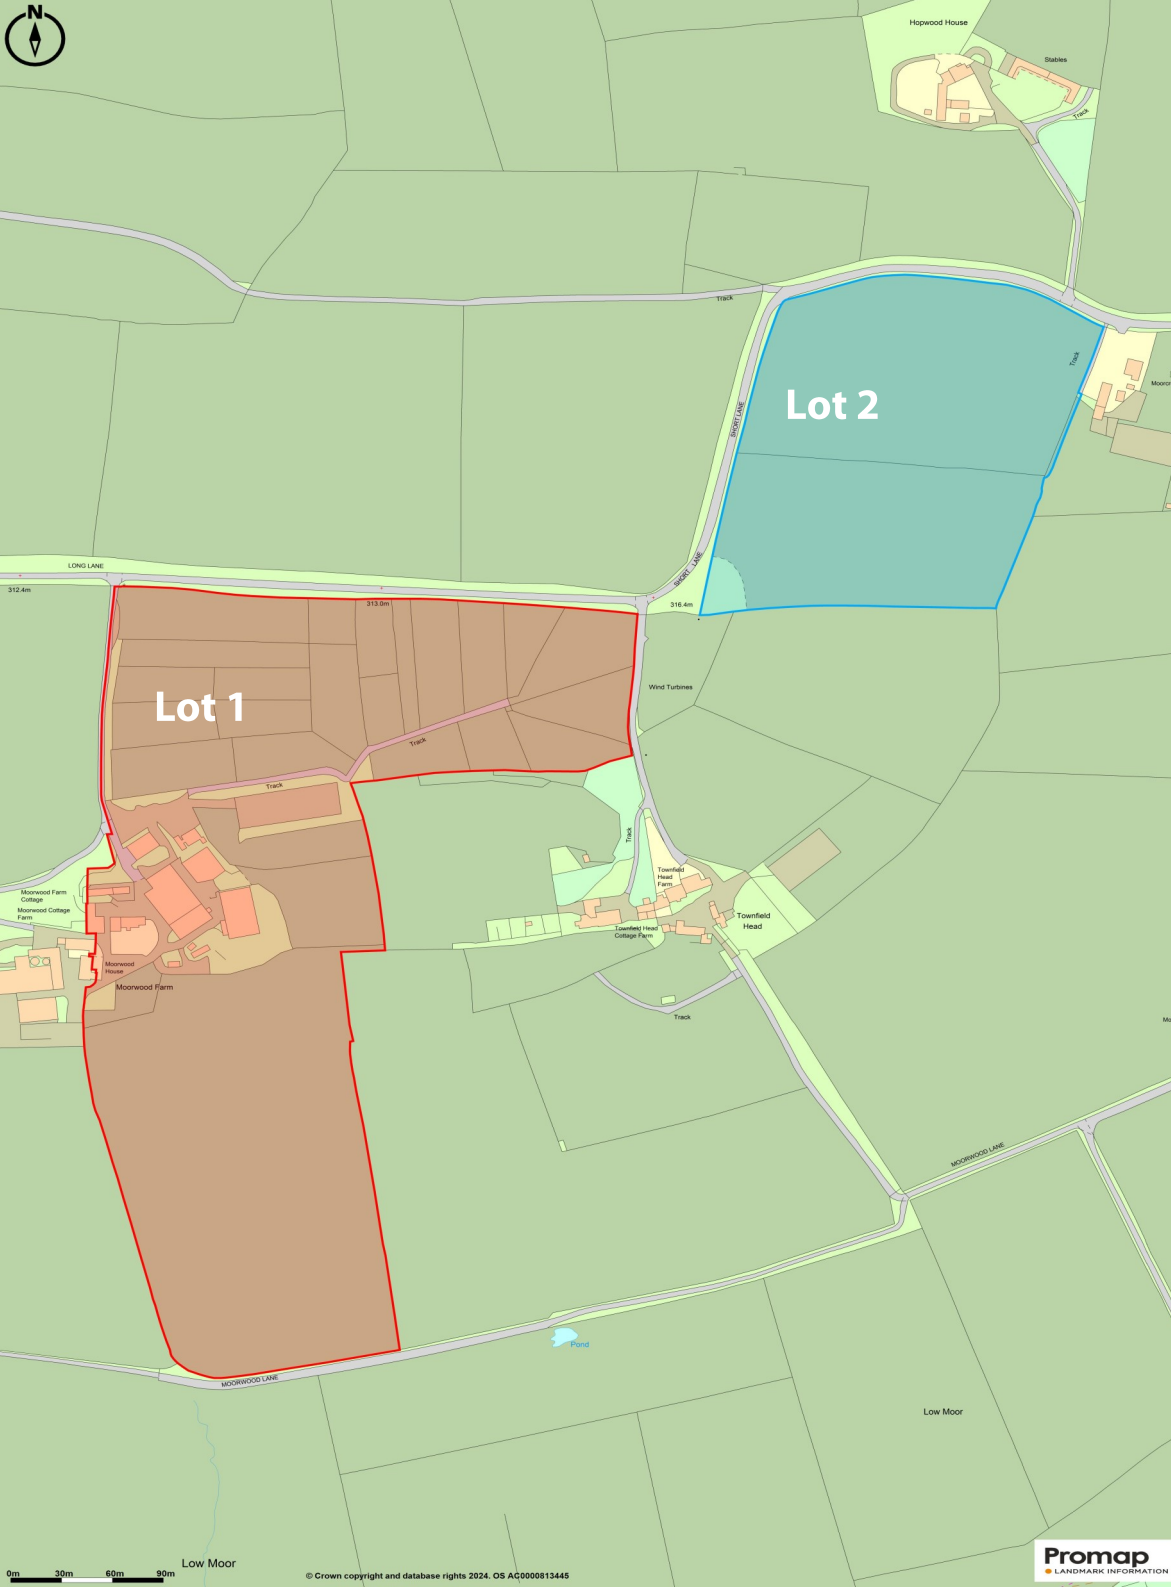 N
Hopwood House
Stables
Track
Track
Track
Moorcr
Lot 2
SHORT LANE
SHORT LANE
LONG LANE
312.4m
313.0m
316.4m
Wind Turbines
Lot 1
Track
Track
Track
Moorwood Farm
Cottage
Moorwood Cottage
Farm
Townfield
Head
Farm
Townfield
Head
Townfield Head
Cottage Farm
Moorwood
House
Moorwood Farm
Track
MOORWOOD LANE
Pond
MOORWOOD LANE
Low Moor
Low Moor
0m 30m 60m 90m
© Crown copyright and database rights 2024. OS AC0000813445
Promap
LANDMARK INFORMATION